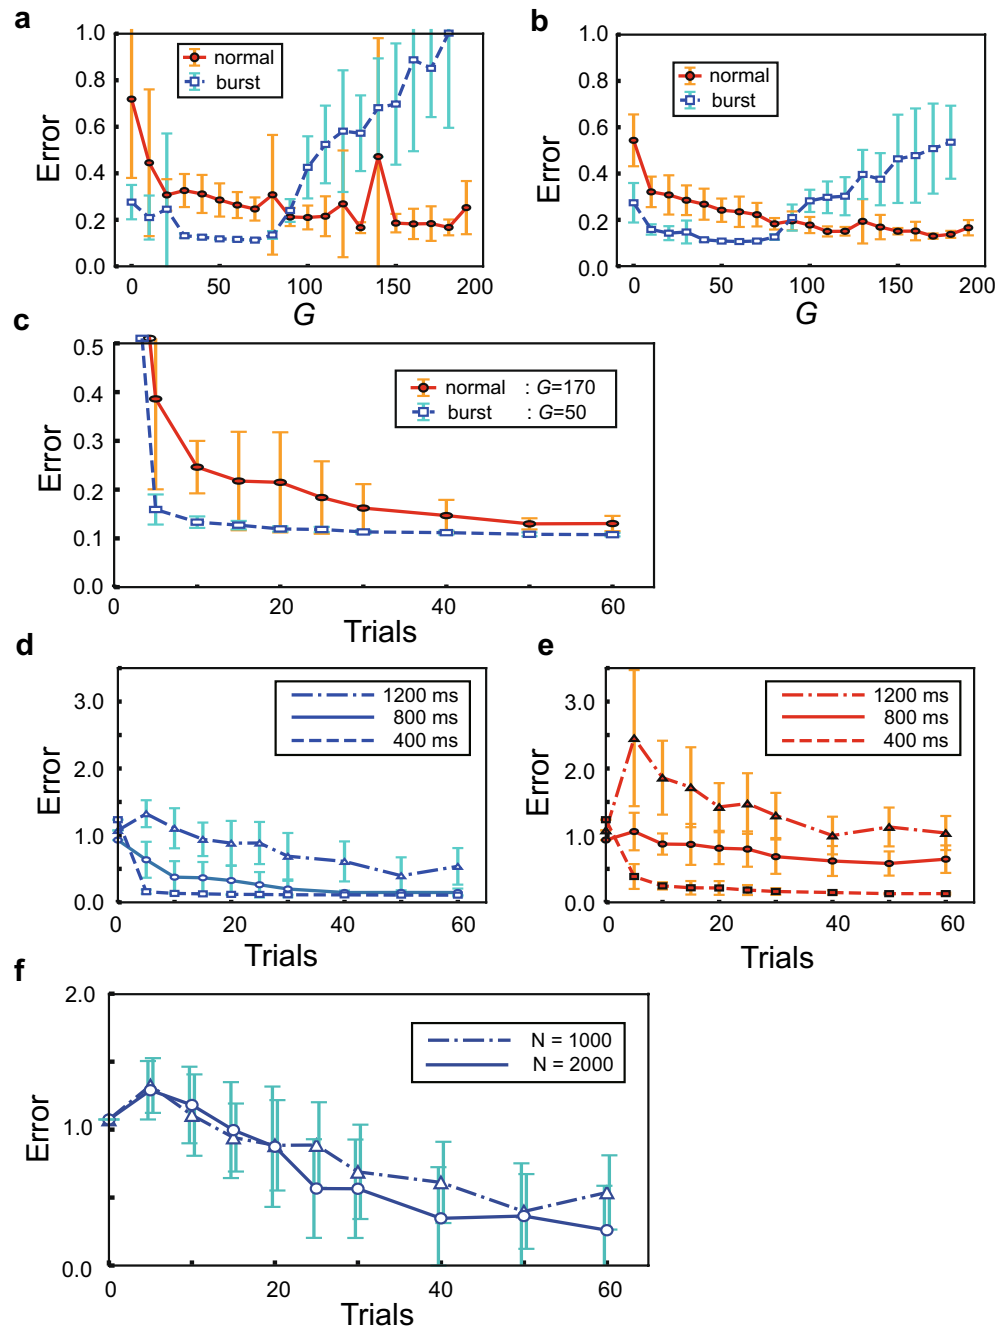 a
1.0
0.8
0.6
0.4
0.2
0.0
Error
normal
burst
0
50
100
150
200
G
b
1.0
0.8
0.6
0.4
0.2
0.0
Error
normal
burst
0
50
100
150
200
G
c
0.5
0.4
0.3
0.2
0.1
0.0
Error
normal : G=170
burst : G=50
0
20
40
60
Trials
d
3.0
2.0
1.0
0.0
Error
1200 ms
800 ms
400 ms
0
20
40
60
Trials
e
3.0
2.0
1.0
0.0
Error
1200 ms
800 ms
400 ms
0
20
40
60
Trials
f
2.0
1.0
0.0
Error
N = 1000
N = 2000
0
20
40
60
Trials